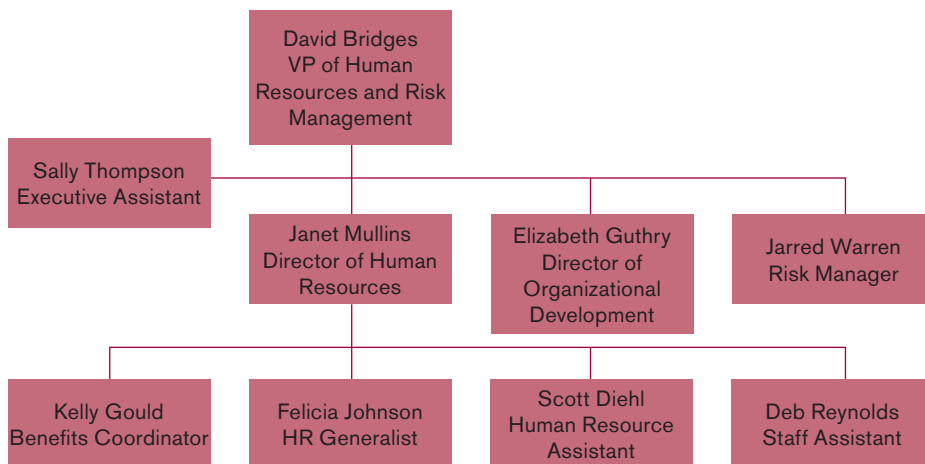 David Bridges
VP of Human
Resources and Risk
Management
Sally Thompson
Executive Assistant
Janet Mullins
Director of Human
Resources
Elizabeth Guthry
Director of
Organizational
Development
Jarred Warren
Risk Manager
Kelly Gould
Benefits Coordinator
Felicia Johnson
HR Generalist
Scott Diehl
Human Resource
Assistant
Deb Reynolds
Staff Assistant